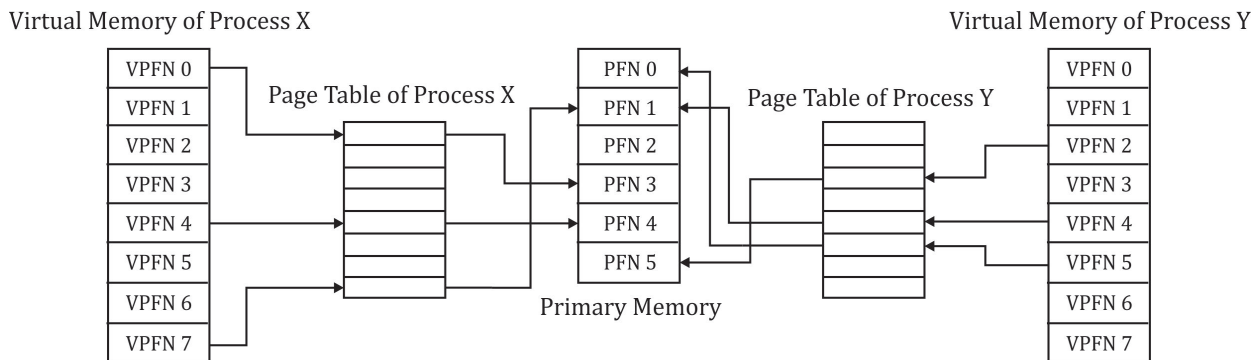 Virtual Memory of Process X
VPFN 0
VPFN 1
VPFN 2
VPFN 3
VPFN 4
VPFN 5
VPFN 6
VPFN 7
Page Table of Process X
PFN 0
PFN 1
PFN 2
PFN 3
PFN 4
PFN 5
Primary Memory
Page Table of Process Y
Virtual Memory of Process Y
VPFN 0
VPFN 1
VPFN 2
VPFN 3
VPFN 4
VPFN 5
VPFN 6
VPFN 7